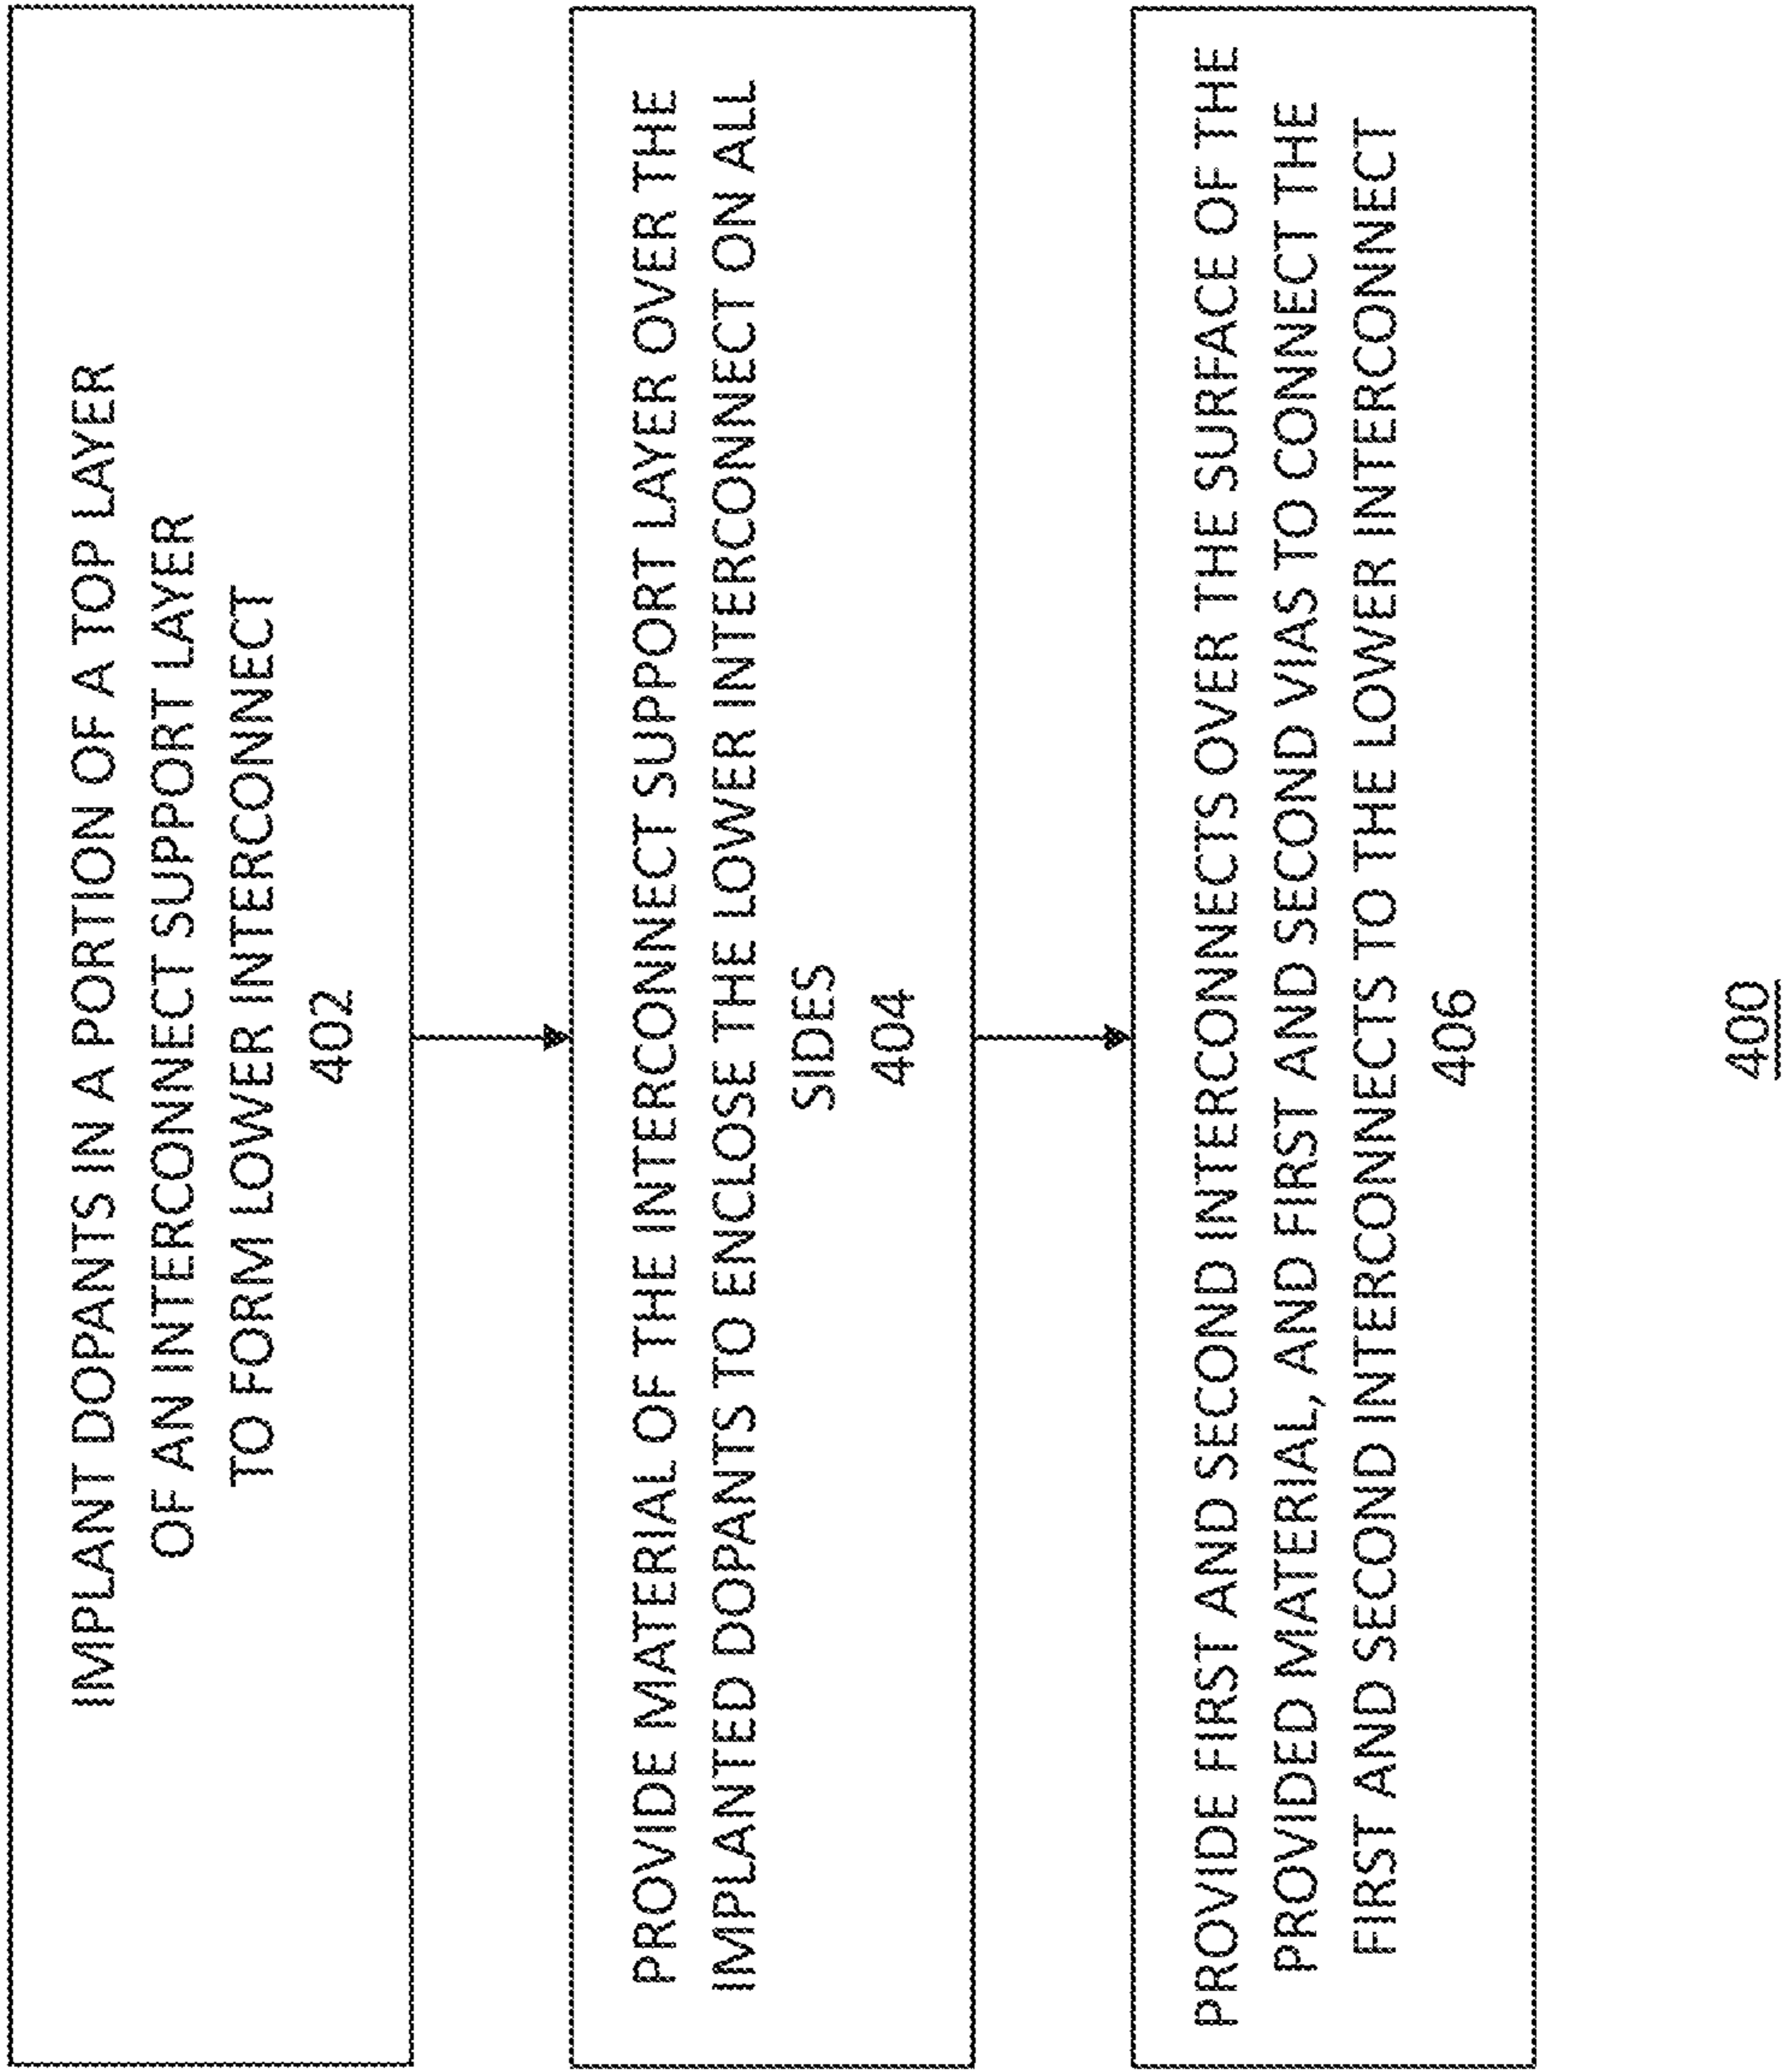 IMPLANT DOPANTS IN A PORTION OF A TOP LAYER
OF AN INTERCONNECT SUPPORT LAYER
TO FORM LOWER INTERCONNECT
402
PROVIDE MATERIAL OF THE INTERCONNECT SUPPORT LAYER OVER THE
IMPLANTED DOPANTS TO ENCLOSE THE LOWER INTERCONNECT ON ALL
SIDES
404
PROVIDE FIRST AND SECOND INTERCONNECTS OVER THE SURFACE OF THE
PROVIDED MATERIAL, AND FIRST AND SECOND VIAS TO CONNECT THE
FIRST AND SECOND INTERCONNECTS TO THE LOWER INTERCONNECT
406
400